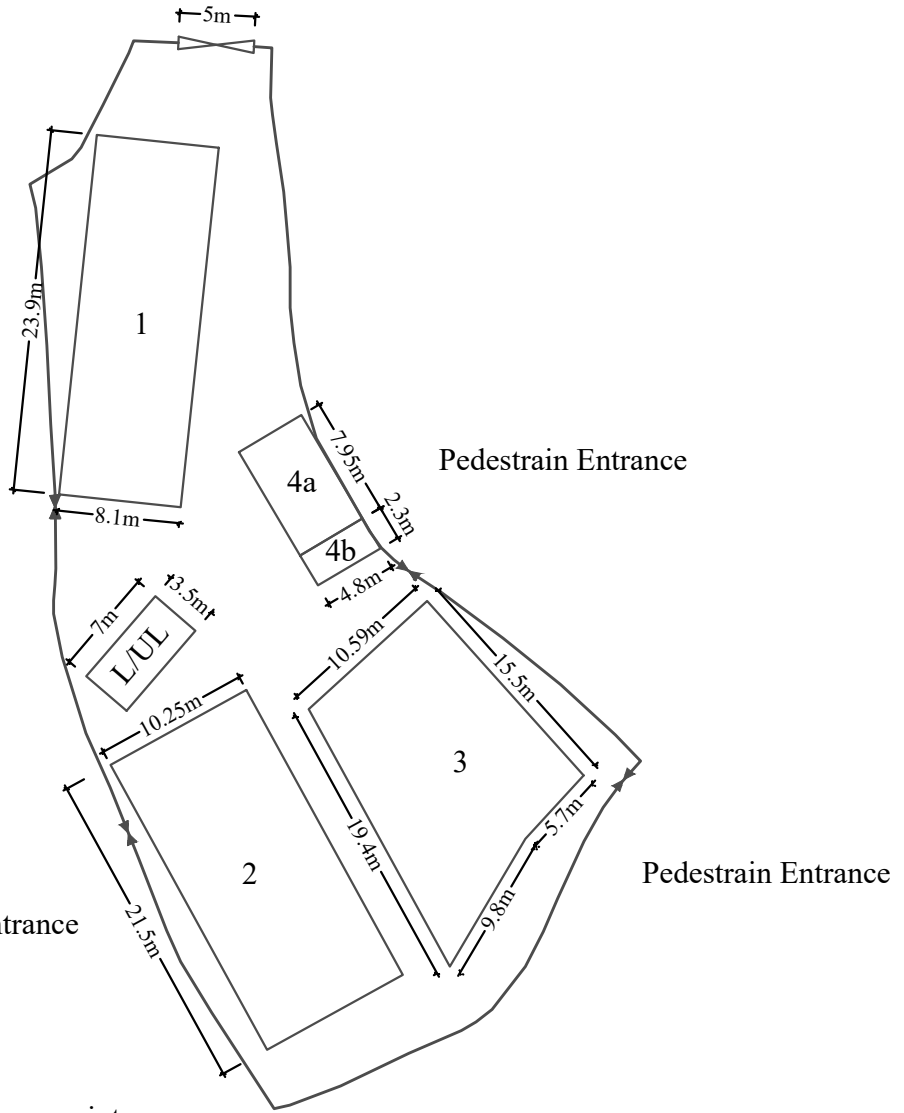 5m
23.9m
1
8.1m
7.95m
Pedestrain Entrance
4a
2.3m
4b
4.8m
3.5m
7m
L/UL
10.59m
15.5m
10.25m
3
5.7m
19.4m
2
Pedestrain Entrance
9.8m
21.5m